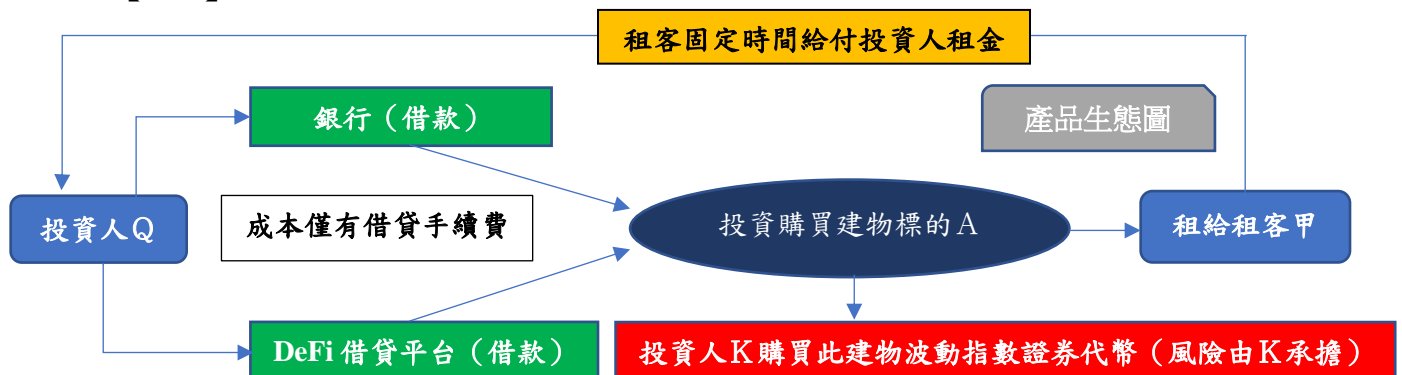 租客固定時間給付投資人租金
銀行（借款）
產品生態圖
投資人Q
成本僅有借貸手續費
投資購買建物標的A
租給租客甲
DeFi 借貸平台（借款）
投資人K購買此建物波動指數證券代幣（風險由K承擔）